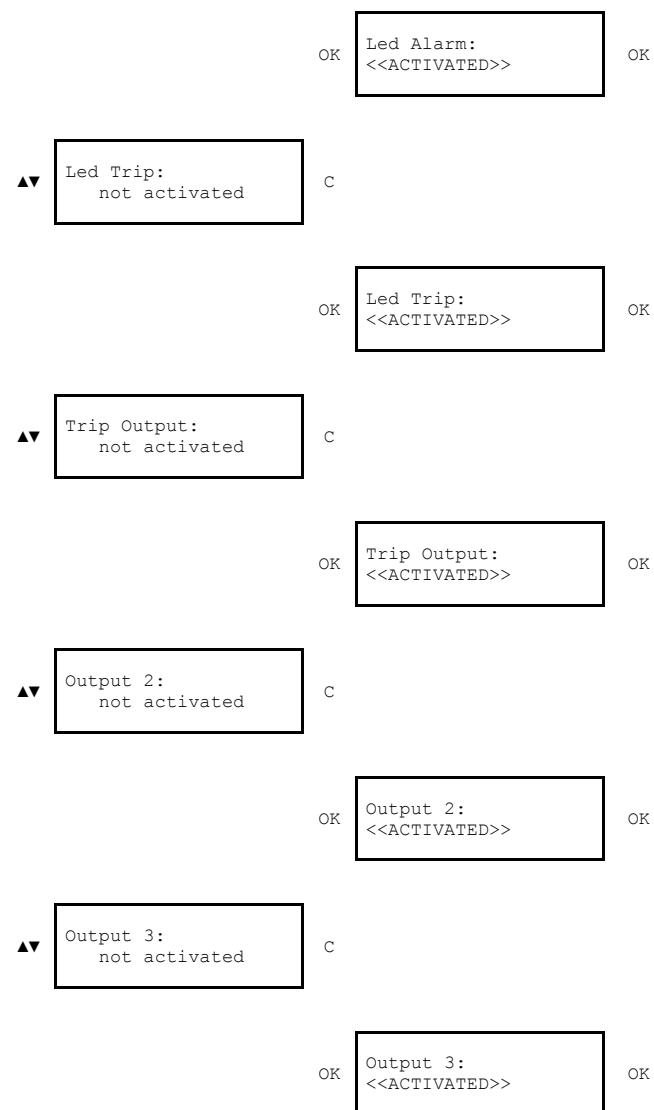 OK
Led Alarm:
<<ACTIVATED>>
OK
▲▼
Led Trip:
not activated
C
OK
Led Trip:
<<ACTIVATED>>
OK
▲▼
Trip Output:
not activated
C
OK
Trip Output:
<<ACTIVATED>>
OK
▲▼
Output 2:
not activated
C
OK
Output 2:
<<ACTIVATED>>
OK
▲▼
Output 3:
not activated
C
OK
Output 3:
<<ACTIVATED>>
OK